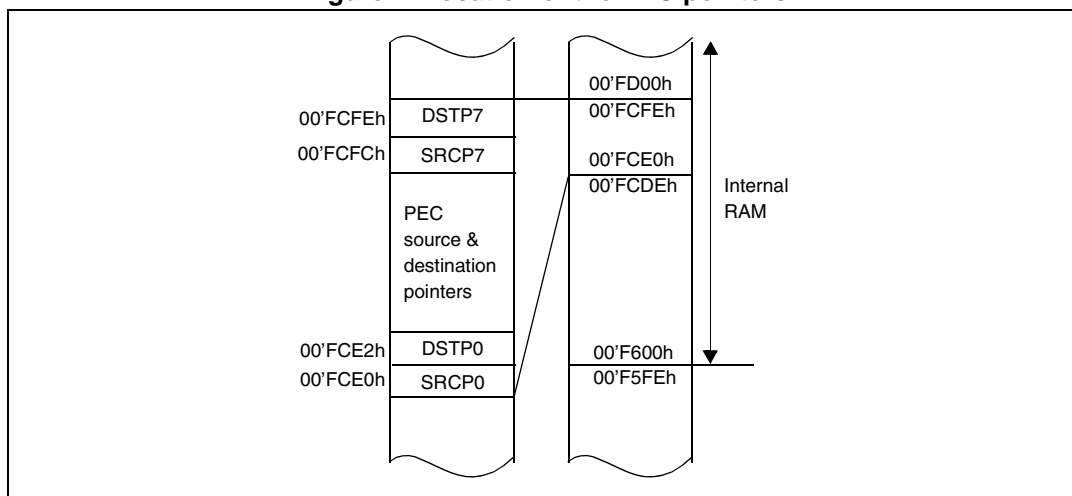 00'FD00h
00'FCFEh
DSTP7
00'FCFEh
00'FCFCh
SRCP7
00'FCE0h
00'FCDEh
Internal
RAM
PEC
source &
destination
pointers
00'FCE2h
DSTP0
00'F600h
00'FCE0h
SRCP0
00'F5FEh